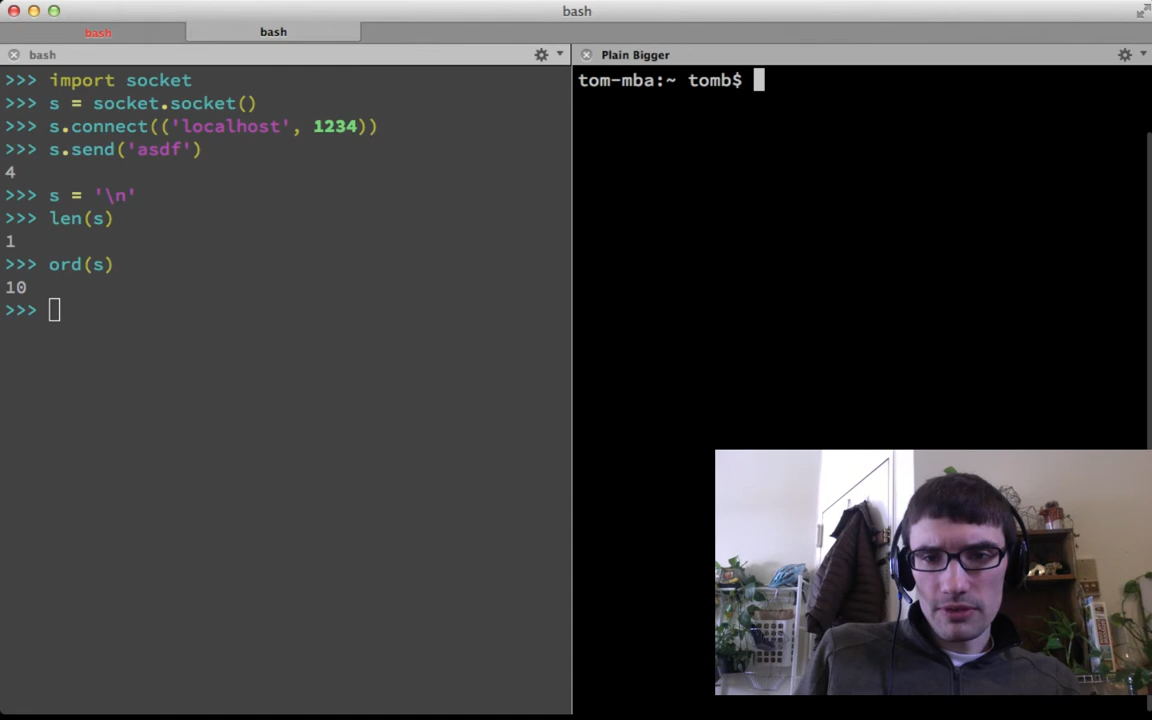 bash
bash
bash
bash
Plain Bigger
>>> import socket
>>> s = socket.socket()
>>> s.connect(('localhost', 1234))
>>> s.send('asdf')
4
>>> s = '\n'
>>> len(s)
1
>>> ord(s)
10
>>>
tom-mba:~ tomb$